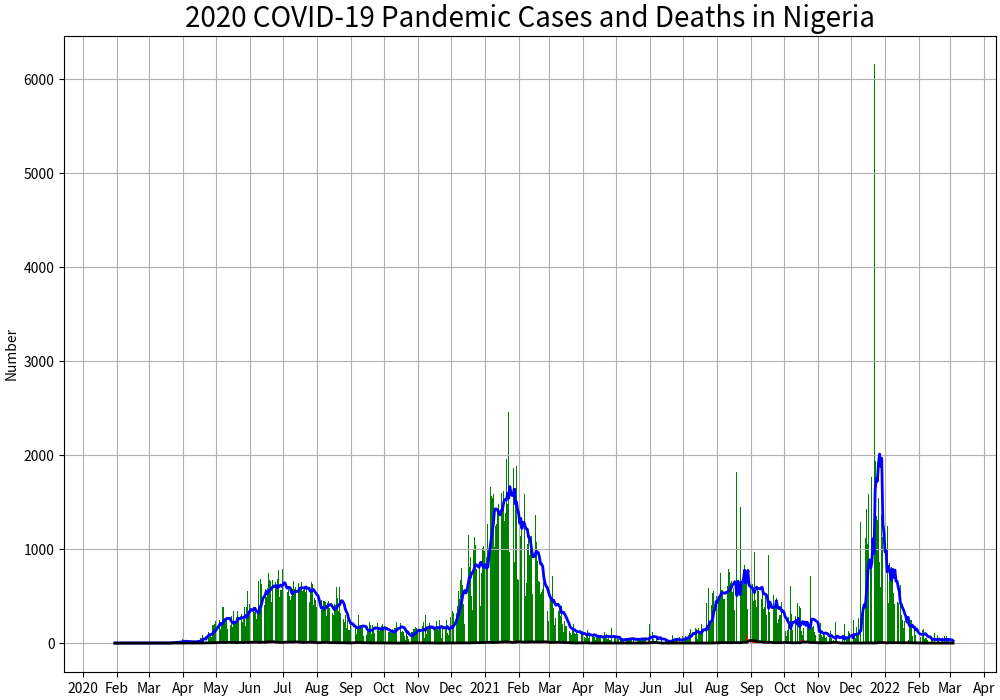 2020 COVID-19 Pandemic Cases and Deaths in Nigeria
Number
6000
5000
4000
3000
2000
1000
0
2020 Feb Mar Apr May Jun Jul Aug Sep Oct Nov Dec 2021 Feb Mar Apr May Jun Jul Aug Sep Oct Nov Dec 2022 Feb Mar Apr